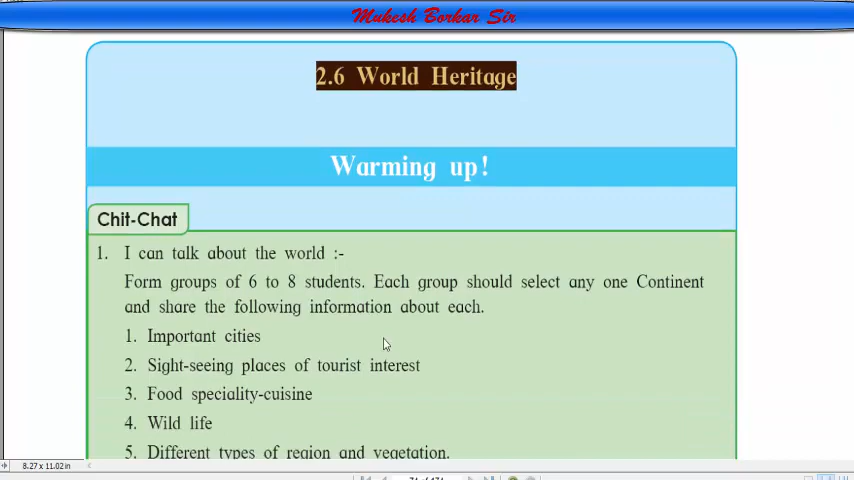 Mukesh Borkar Sir
2.6 World Heritage
Warming up!
Chit-Chat
1. I can talk about the world :-
Form groups of 6 to 8 students. Each group should select any one Continent
and share the following information about each.
1. Important cities
2. Sight-seeing places of tourist interest
3. Food speciality-cuisine
4. Wild life
5. Different types of region and vegetation.
8.27 x 11.02 in